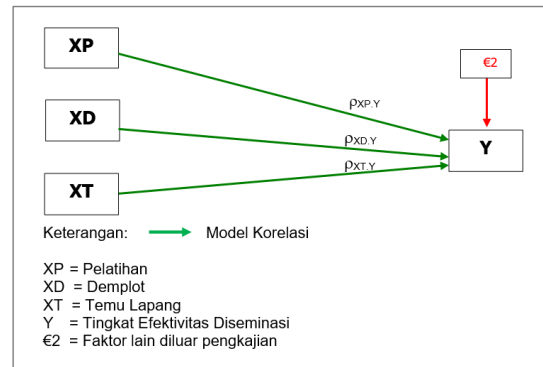 XP
€2
ρXP.Y
XD
Y
ρXD.Y
ρXT.Y
XT
Keterangan: Model Korelasi
XP = Pelatihan
XD = Demplot
XT = Temu Lapang
Y = Tingkat Efektivitas Diseminasi
€2 = Faktor lain diluar pengkajian